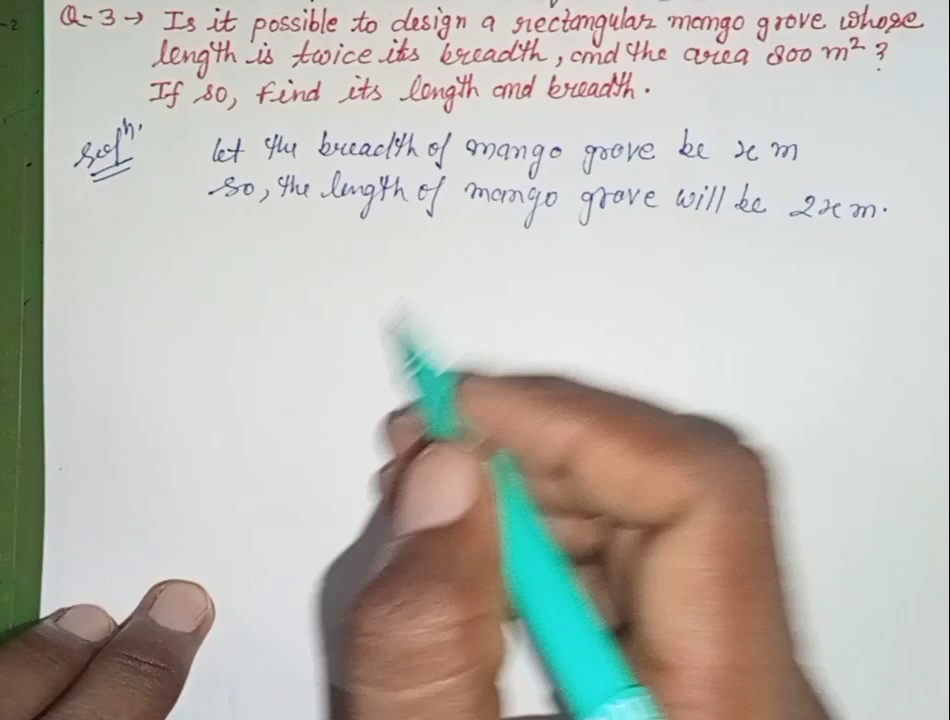 -2
Q-3→ Is it possible to design a rectangular mango grove whose
length is twice its breadth, and the area 800 m²?
If so, find its length and breadth.
Solⁿ. let the breadth of mango grove be x m
so, the length of mango grove will be 2x m.